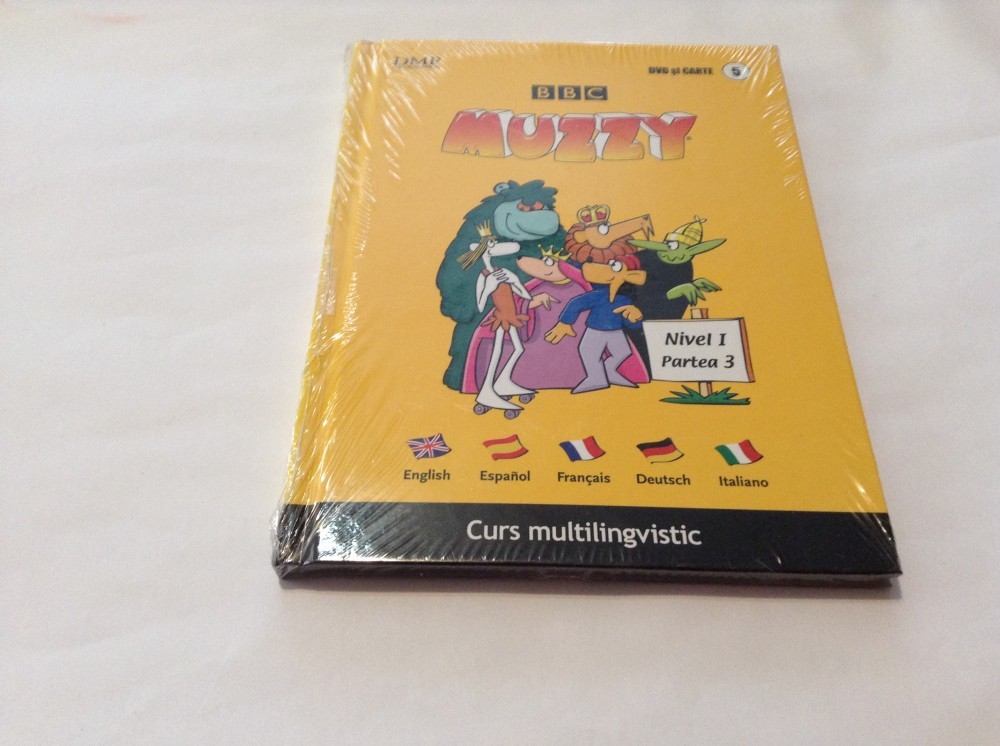 DMP
DVD și CARTE 5
BBC
MUZZY
Nivel I
Partea 3
English Español Français Deutsch Italiano
Curs multilingvistic